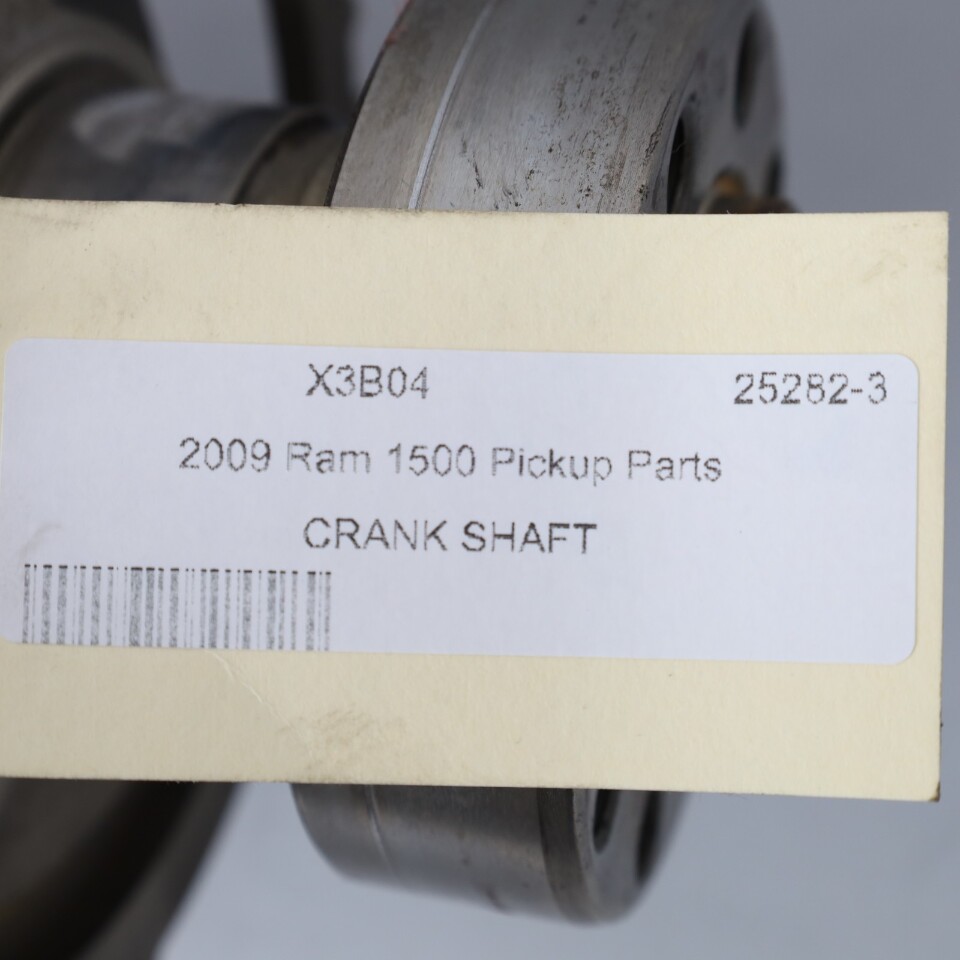 X3B04 25282-3
2009 Ram 1500 Pickup Parts
CRANK SHAFT